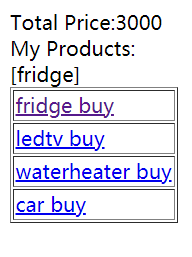 Total Price:3000
My Products:
[fridge]
fridge buy
ledtv buy
waterheater buy
car buy